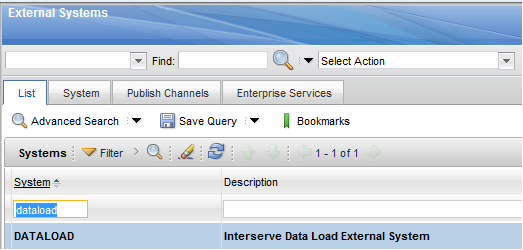 External Systems
Find: Select Action
List System Publish Channels Enterprise Services
Advanced Search Save Query Bookmarks
Systems Filter 1 - 1 of 1
System Description
dataload
DATALOAD Interserve Data Load External System